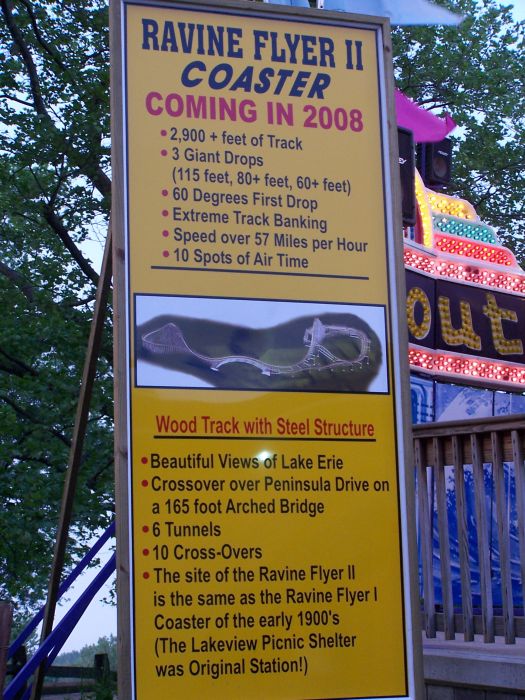 RAVINE FLYER II
COASTER
COMING IN 2008
• 2,900 + feet of Track
• 3 Giant Drops
(115 feet, 80+ feet, 60+ feet)
• 60 Degrees First Drop
• Extreme Track Banking
• Speed over 57 Miles per Hour
• 10 Spots of Air Time
Wood Track with Steel Structure
• Beautiful Views of Lake Erie
• Crossover over Peninsula Drive on
a 165 foot Arched Bridge
• 6 Tunnels
• 10 Cross-Overs
• The site of the Ravine Flyer II
is the same as the Ravine Flyer I
Coaster of the early 1900's
(The Lakeview Picnic Shelter
was Original Station!)
out